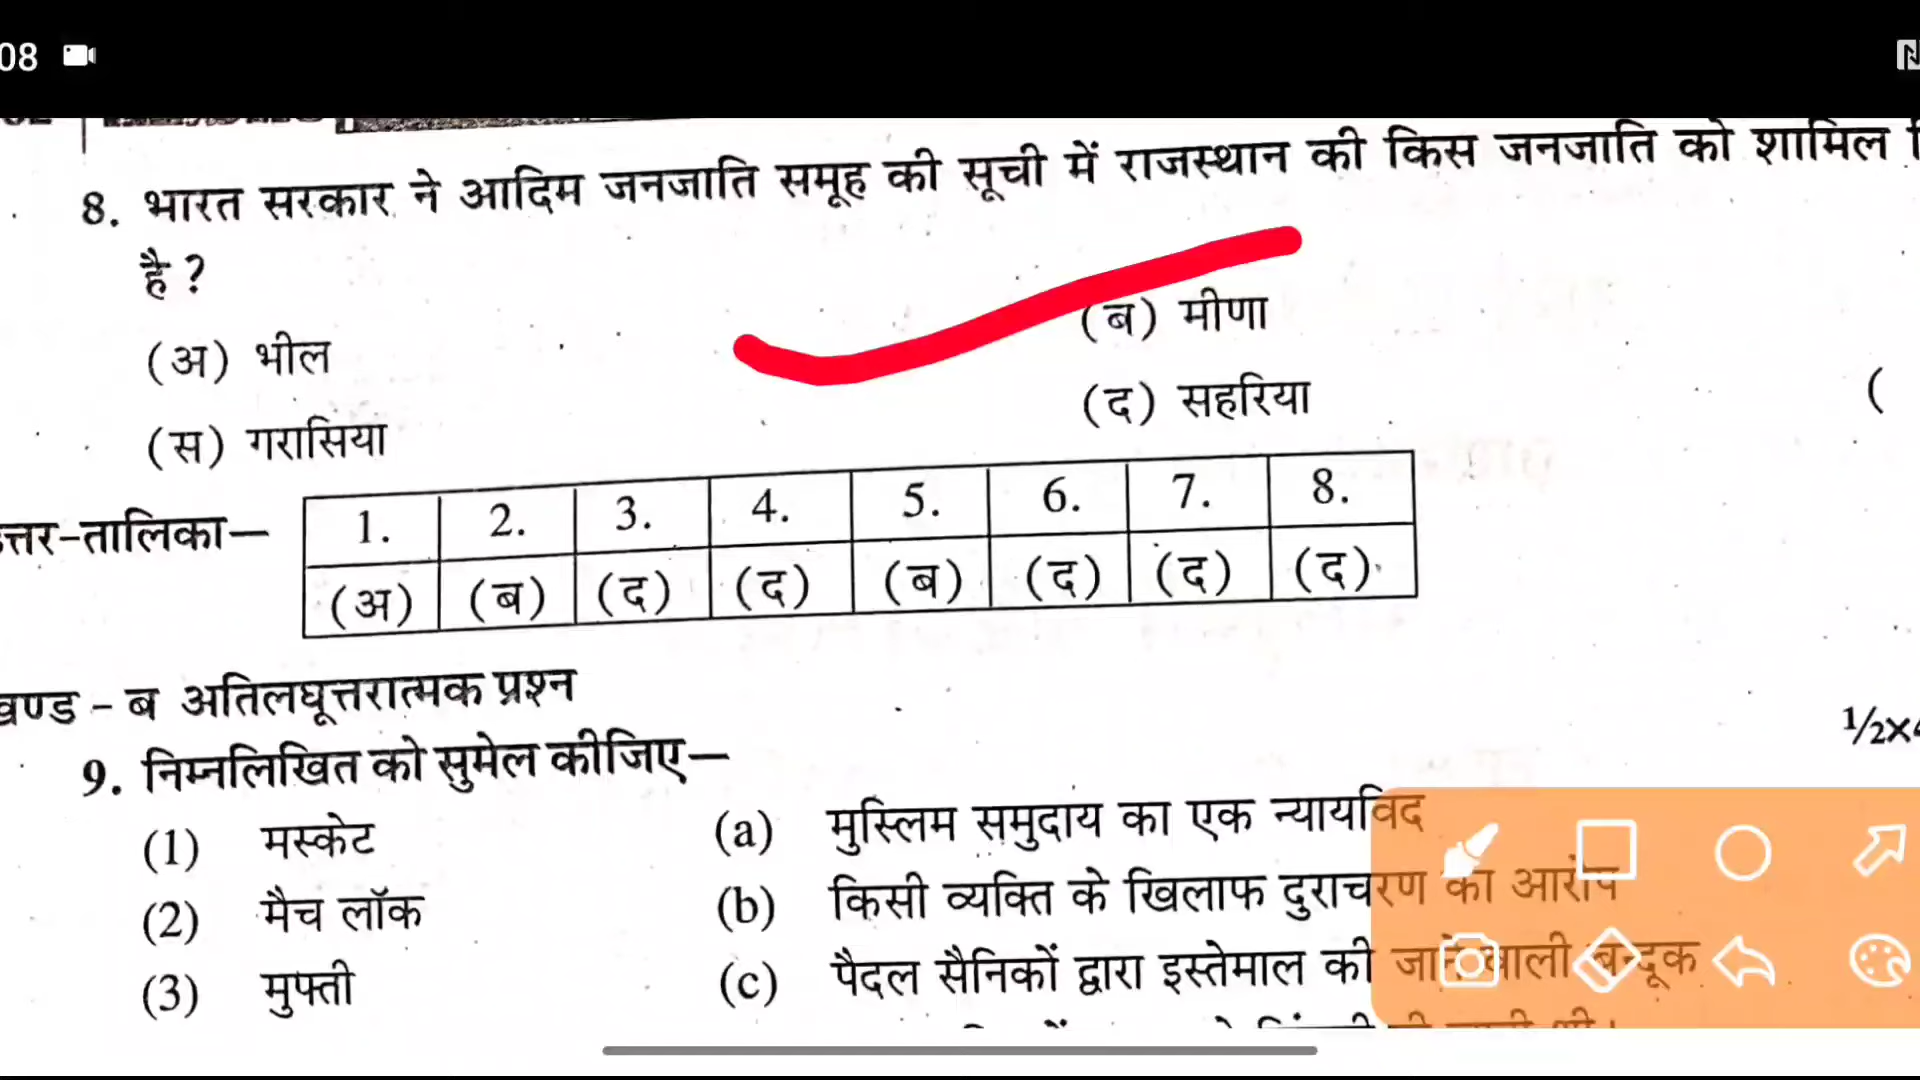 08
8. भारत सरकार ने आदिम जनजाति समूह की सूची में राजस्थान की किस जनजाति को शामिल
है ?
(अ) भील (ब) मीणा
(स) गरासिया (द) सहरिया (
त्तर-तालिका— 1. 2. 3. 4. 5. 6. 7. 8.
(अ) (ब) (द) (द) (ब) (द) (द) (द)
खण्ड - ब अतिलघूत्तरात्मक प्रश्न
9. निम्नलिखित को सुमेल कीजिए— ½×
(1) मस्केट (a) मुस्लिम समुदाय का एक न्यायविद
(2) मैच लॉक (b) किसी व्यक्ति के खिलाफ दुराचरण का आरोप
(3) मुफ्ती (c) पैदल सैनिकों द्वारा इस्तेमाल की जाने वाली बन्दूक